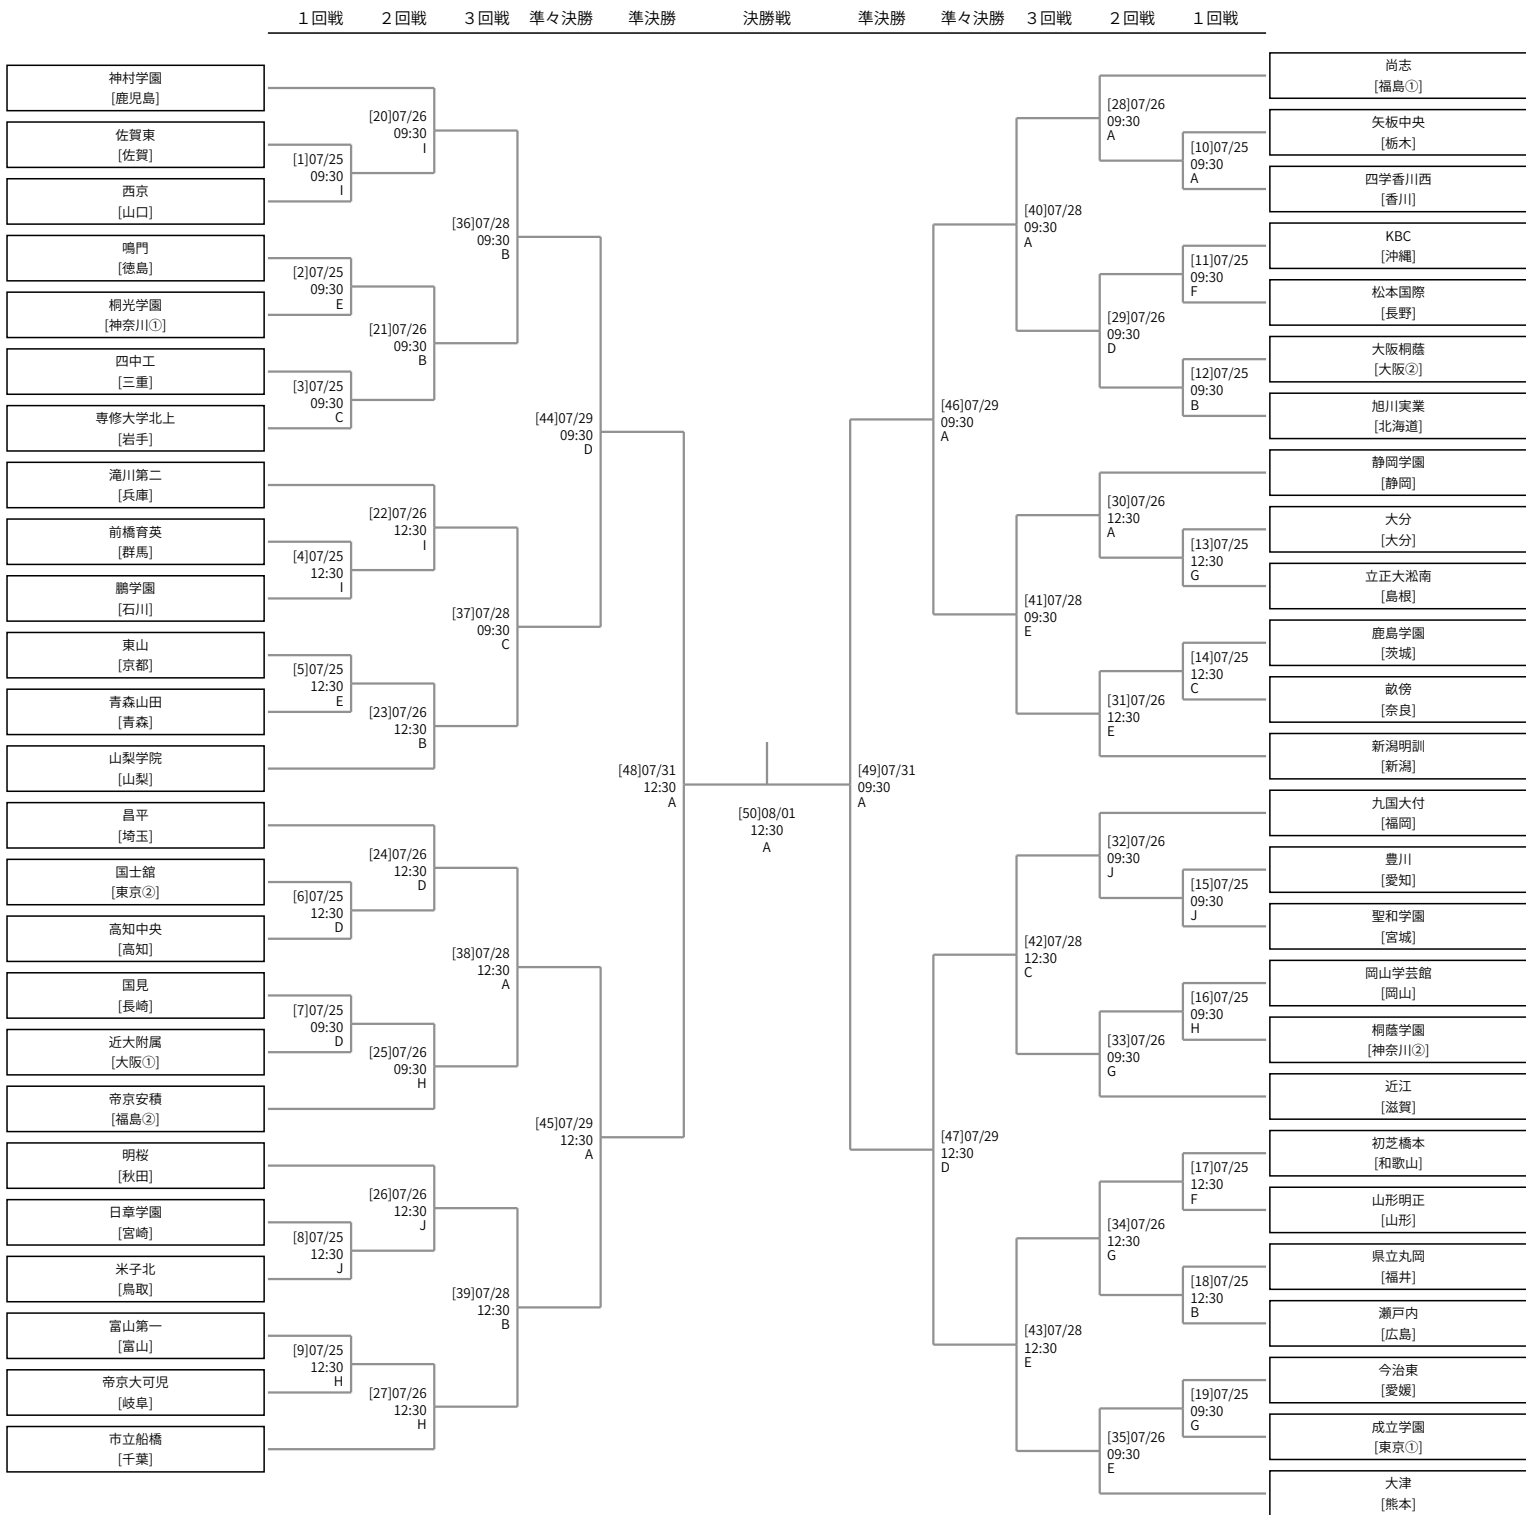 １回戦 ２回戦 ３回戦 準々決勝 準決勝 決勝戦 準決勝 準々決勝 ３回戦 ２回戦 １回戦
神村学園
[鹿児島]
佐賀東
[佐賀]
西京
[山口]
鳴門
[徳島]
桐光学園
[神奈川①]
四中工
[三重]
専修大学北上
[岩手]
滝川第二
[兵庫]
前橋育英
[群馬]
鵬学園
[石川]
東山
[京都]
青森山田
[青森]
山梨学院
[山梨]
昌平
[埼玉]
国士舘
[東京②]
高知中央
[高知]
国見
[長崎]
近大附属
[大阪①]
帝京安積
[福島②]
明桜
[秋田]
日章学園
[宮崎]
米子北
[鳥取]
富山第一
[富山]
帝京大可児
[岐阜]
市立船橋
[千葉]
[1]07/25
09:30
I
[2]07/25
09:30
E
[3]07/25
09:30
C
[4]07/25
12:30
I
[5]07/25
12:30
E
[6]07/25
12:30
D
[7]07/25
09:30
D
[8]07/25
12:30
J
[9]07/25
12:30
H
[20]07/26
09:30
I
[21]07/26
09:30
B
[22]07/26
12:30
I
[23]07/26
12:30
B
[24]07/26
12:30
D
[25]07/26
09:30
H
[26]07/26
12:30
J
[27]07/26
12:30
H
[36]07/28
09:30
B
[37]07/28
09:30
C
[38]07/28
12:30
A
[39]07/28
12:30
B
[44]07/29
09:30
D
[45]07/29
12:30
A
[48]07/31
12:30
A
[50]08/01
12:30
A
[49]07/31
09:30
A
[46]07/29
09:30
A
[47]07/29
12:30
D
[40]07/28
09:30
A
[41]07/28
09:30
E
[42]07/28
12:30
C
[43]07/28
12:30
E
[28]07/26
09:30
A
[29]07/26
09:30
D
[30]07/26
12:30
A
[31]07/26
12:30
E
[32]07/26
09:30
J
[33]07/26
09:30
G
[34]07/26
12:30
G
[35]07/26
09:30
E
[10]07/25
09:30
A
[11]07/25
09:30
F
[12]07/25
09:30
B
[13]07/25
12:30
G
[14]07/25
12:30
C
[15]07/25
09:30
J
[16]07/25
09:30
H
[17]07/25
12:30
F
[18]07/25
12:30
B
[19]07/25
09:30
G
尚志
[福島①]
矢板中央
[栃木]
四学香川西
[香川]
KBC
[沖縄]
松本国際
[長野]
大阪桐蔭
[大阪②]
旭川実業
[北海道]
静岡学園
[静岡]
大分
[大分]
立正大淞南
[島根]
鹿島学園
[茨城]
畝傍
[奈良]
新潟明訓
[新潟]
九国大付
[福岡]
豊川
[愛知]
聖和学園
[宮城]
岡山学芸館
[岡山]
桐蔭学園
[神奈川②]
近江
[滋賀]
初芝橋本
[和歌山]
山形明正
[山形]
県立丸岡
[福井]
瀬戸内
[広島]
今治東
[愛媛]
成立学園
[東京①]
大津
[熊本]